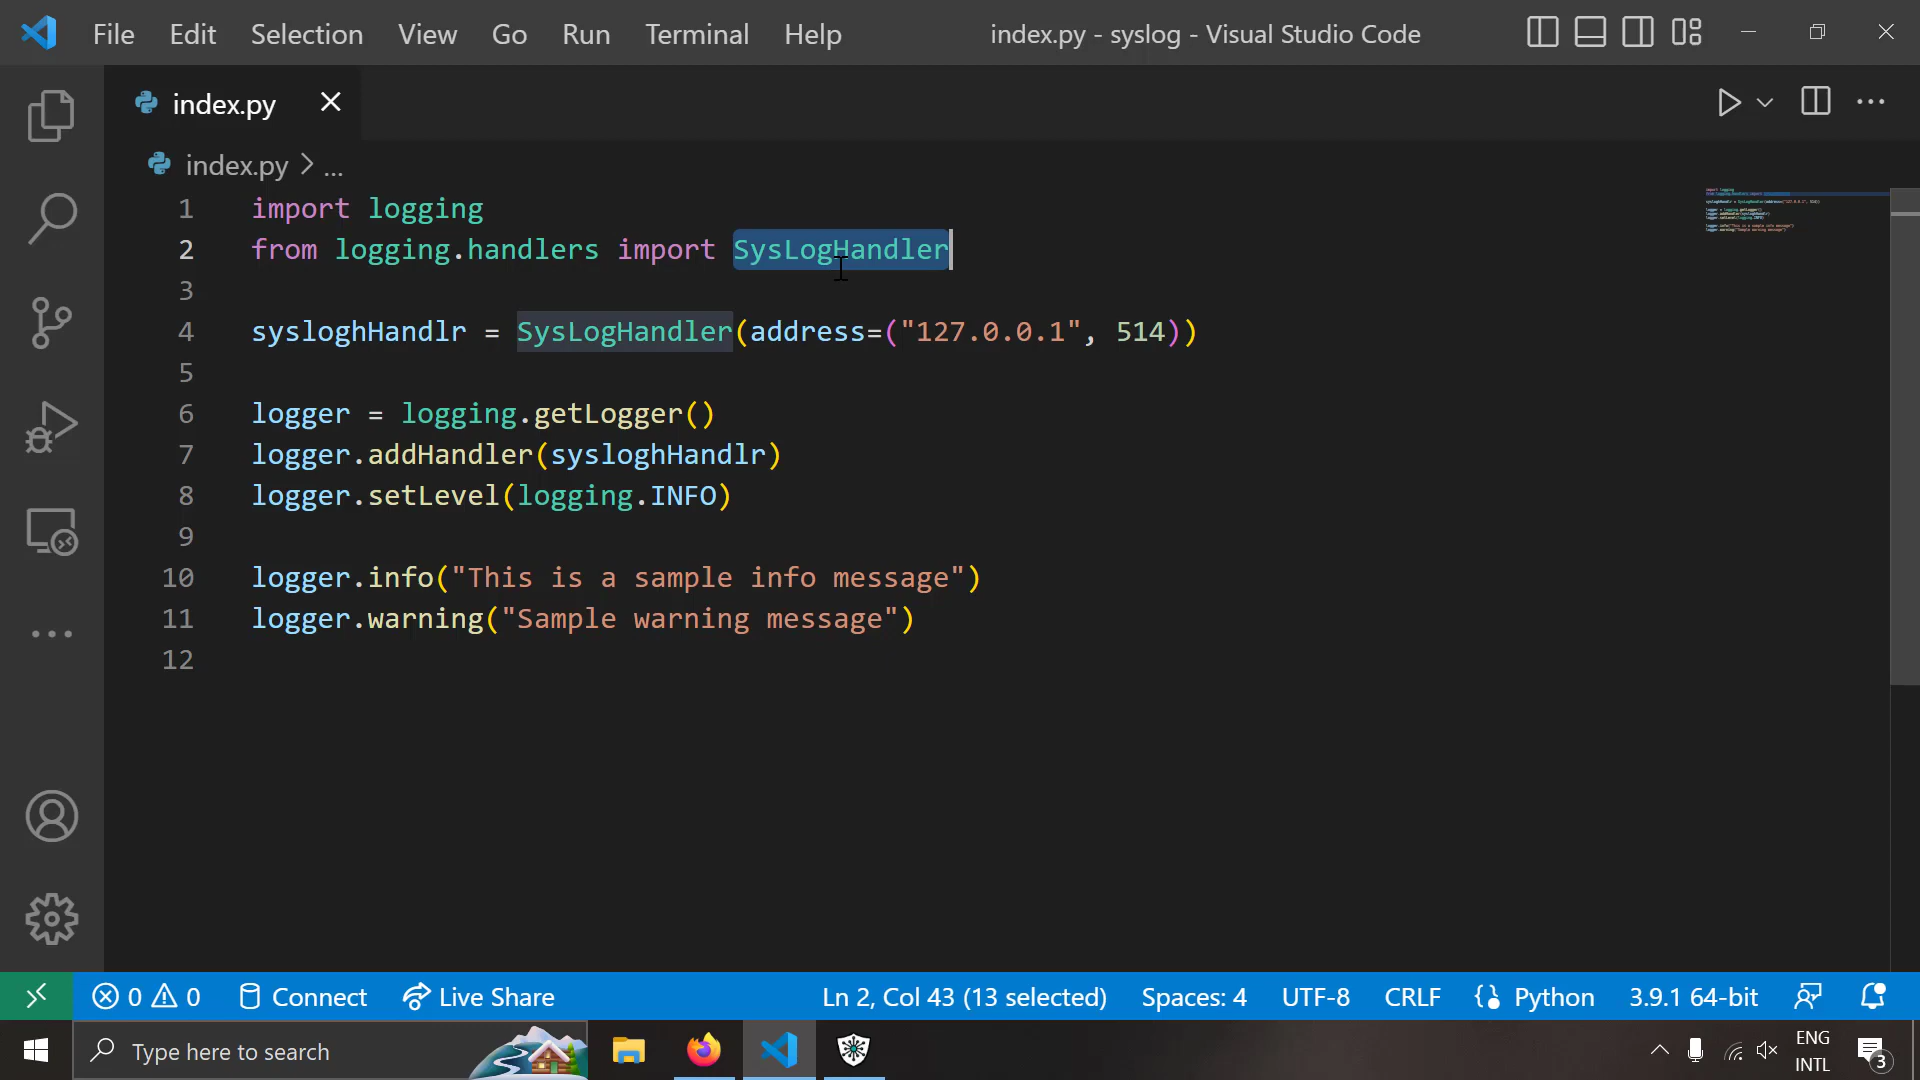 File Edit Selection View Go Run Terminal Help index.py - syslog - Visual Studio Code
index.py
index.py > ...
1 import logging
2 from logging.handlers import SysLogHandler
3
4 sysloghHandlr = SysLogHandler(address=("127.0.0.1", 514))
5
6 logger = logging.getLogger()
7 logger.addHandler(sysloghHandlr)
8 logger.setLevel(logging.INFO)
9
10 logger.info("This is a sample info message")
11 logger.warning("Sample warning message")
12
0 0 Connect Live Share Ln 2, Col 43 (13 selected) Spaces: 4 UTF-8 CRLF Python 3.9.1 64-bit
Type here to search
ENG
INTL
3